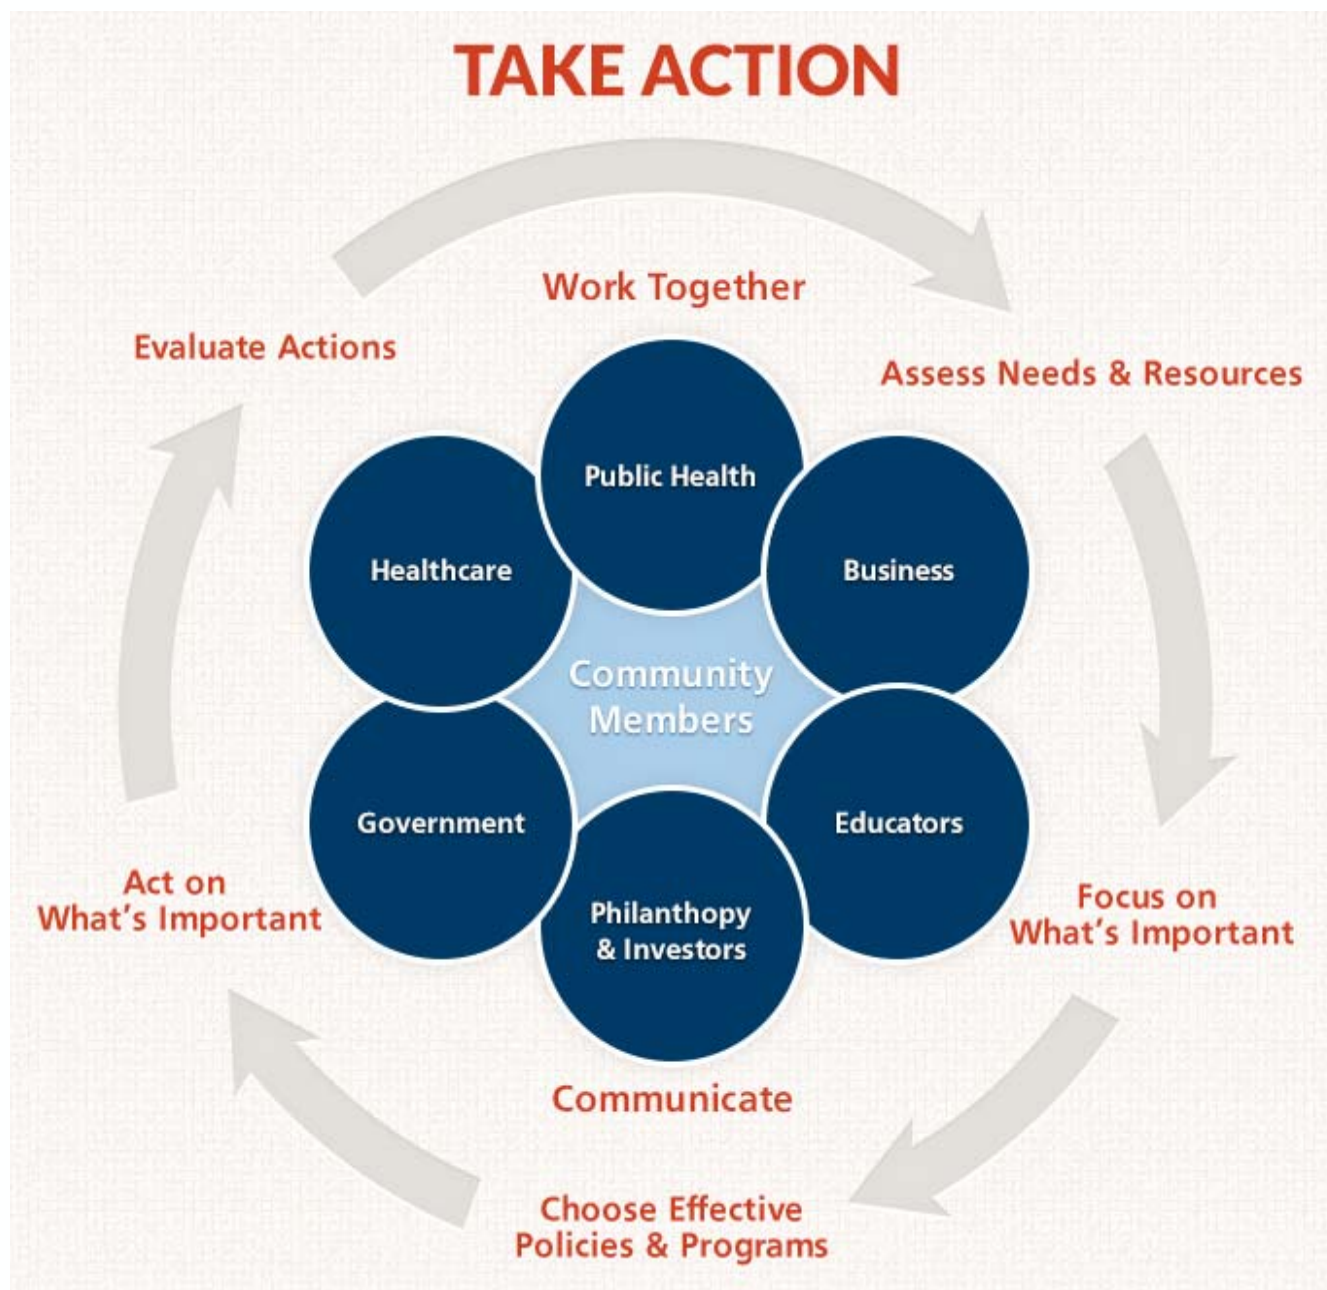 TAKE ACTION
Work Together
Evaluate Actions
Assess Needs & Resources
Public Health
Healthcare
Business
Community
Members
Government
Educators
Act on
What’s Important
Focus on
What’s Important
Philanthopy
& Investors
Communicate
Choose Effective
Policies & Programs